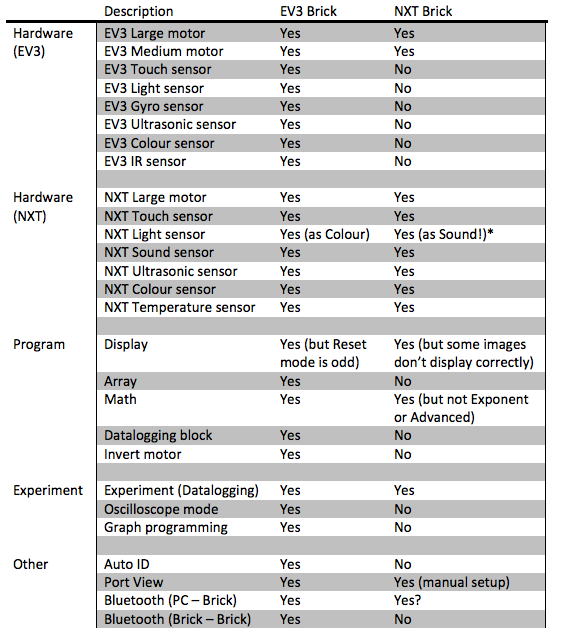 Description EV3 Brick NXT Brick
Hardware EV3 Large motor Yes Yes
(EV3) EV3 Medium motor Yes Yes
EV3 Touch sensor Yes No
EV3 Light sensor Yes No
EV3 Gyro sensor Yes No
EV3 Ultrasonic sensor Yes No
EV3 Colour sensor Yes No
EV3 IR sensor Yes No
Hardware NXT Large motor Yes Yes
(NXT) NXT Touch sensor Yes Yes
NXT Light sensor Yes (as Colour) Yes (as Sound!)*
NXT Sound sensor Yes Yes
NXT Ultrasonic sensor Yes Yes
NXT Colour sensor Yes Yes
NXT Temperature sensor Yes Yes
Program Display Yes (but Reset Yes (but some images
mode is odd) don't display correctly)
Array Yes No
Math Yes Yes (but not Exponent
or Advanced)
Datalogging block Yes No
Invert motor Yes No
Experiment Experiment (Datalogging) Yes Yes
Oscilloscope mode Yes No
Graph programming Yes No
Other Auto ID Yes No
Port View Yes Yes (manual setup)
Bluetooth (PC – Brick) Yes Yes?
Bluetooth (Brick – Brick) Yes No